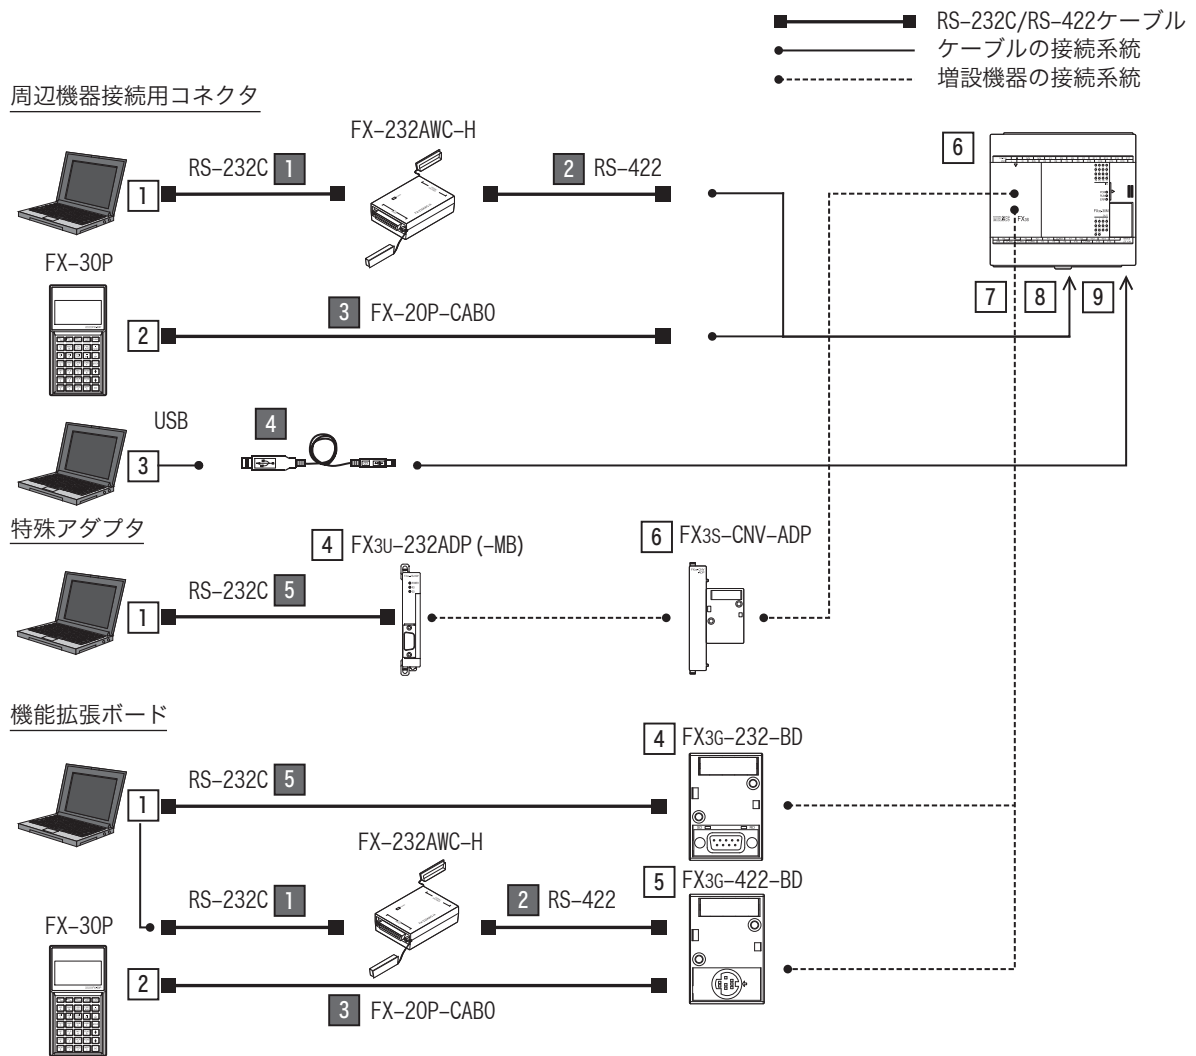 RS-232C/RS-422ケーブル
ケーブルの接続系統
増設機器の接続系統
周辺機器接続用コネクタ
FX-232AWC-H
6
RS-232C 1
2 RS-422
1
FX-30P
7 8 9
3 FX-20P-CAB0
2
USB
4
3
特殊アダプタ
4 FX3U-232ADP(-MB)
6 FX3S-CNV-ADP
RS-232C 5
1
機能拡張ボード
4 FX3G-232-BD
RS-232C 5
1
FX-232AWC-H
5 FX3G-422-BD
RS-232C 1
2 RS-422
FX-30P
2
3 FX-20P-CAB0